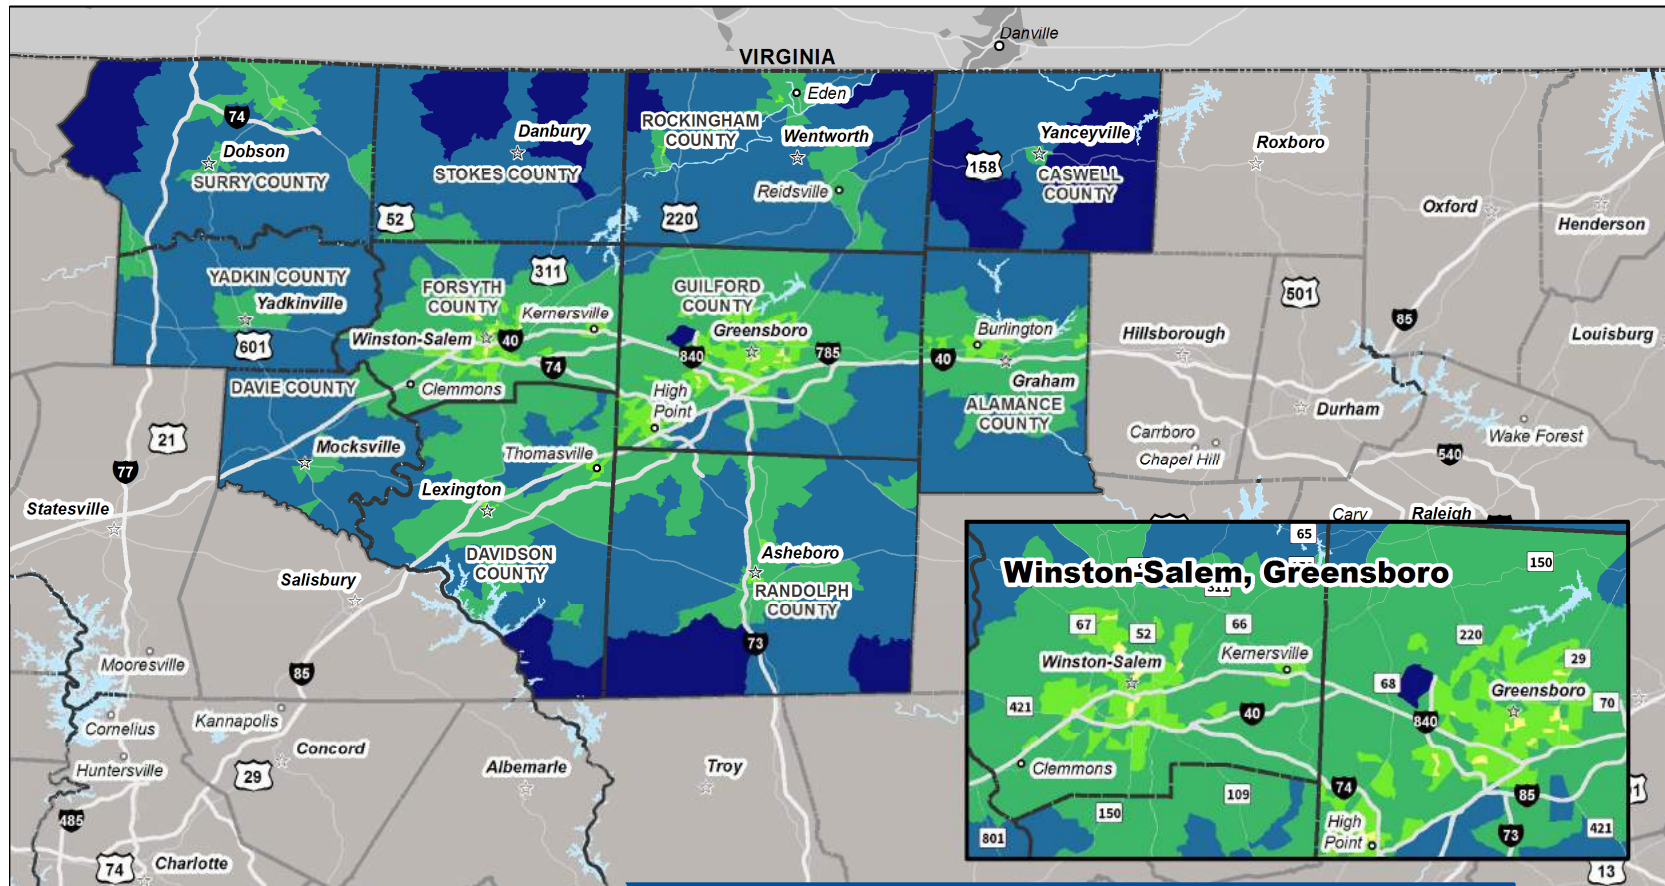 Danville
VIRGINIA
Eden
ROCKINGHAM
COUNTY
74
Danbury
Wentworth
Yanceyville
Roxboro
Dobson
158
SURRY COUNTY
STOKES COUNTY
CASWELL
COUNTY
Reidsville
52
220
Oxford
Henderson
YADKIN COUNTY
311
FORSYTH
COUNTY
GUILFORD
COUNTY
501
Yadkinville
Kernersville
Greensboro
Burlington
85
Hillsborough
Louisburg
601
Winston-Salem
40
840
785
40
74
DAVIE COUNTY
Clemmons
High
Point
Graham
ALAMANCE
COUNTY
Durham
21
Mocksville
Thomasville
Carrboro
Chapel Hill
Wake Forest
77
540
Lexington
Statesville
Cary
Raleigh
DAVIDSON
COUNTY
Asheboro
Salisbury
RANDOLPH
COUNTY
73
Mooresville
85
Kannapolis
Cornelius
Concord
Huntersville
29
Albemarle
Troy
485
74
Charlotte
13
65
150
Winston-Salem, Greensboro
311
67
52
66
220
Winston-Salem
Kernersville
29
68
Greensboro
421
40
840
70
Clemmons
74
109
85
150
High
Point
73
421
801